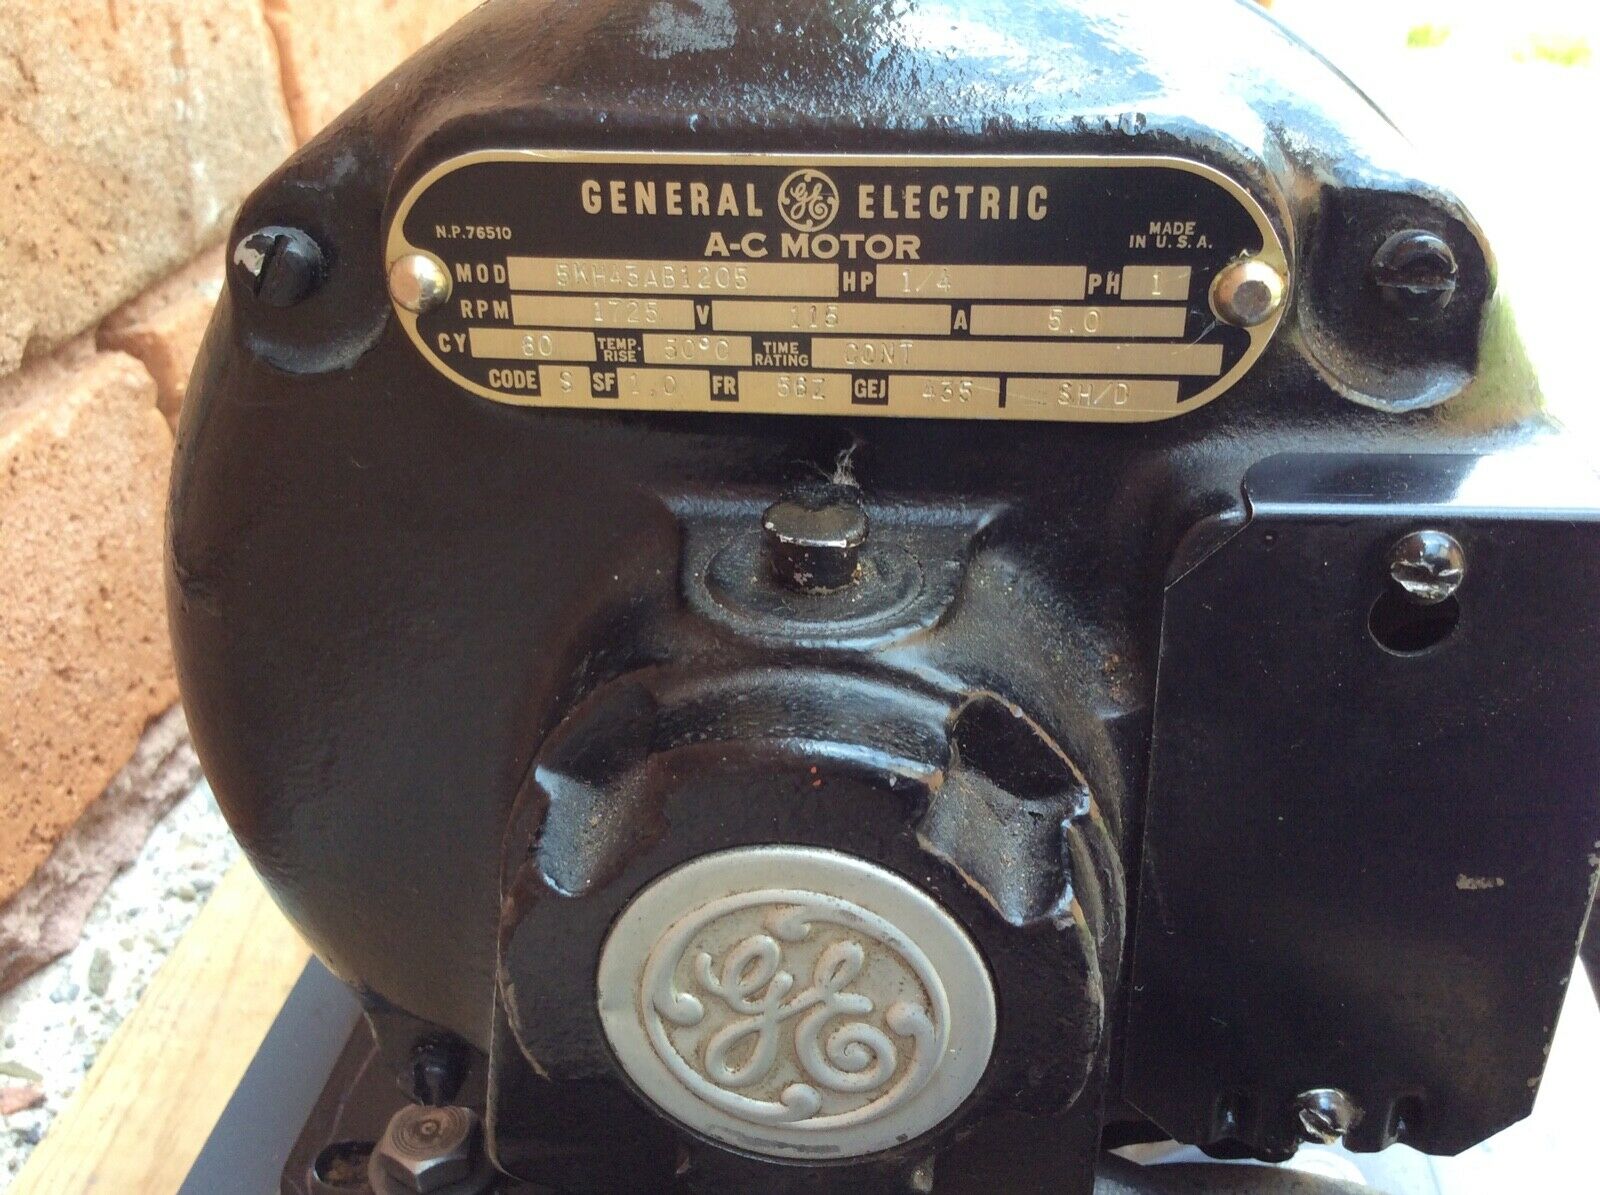 GENERAL GE ELECTRIC
N.P.76510 A-C MOTOR MADE IN U.S.A.
MOD 5KH43AB1205 HP 1/4 PH 1
RPM 1725 V 115 A 5.0
CY 60 TEMP. RISE 50°C TIME RATING CONT
CODE S SF 1.0 FR 56Z GEJ 435 SH/D
GE